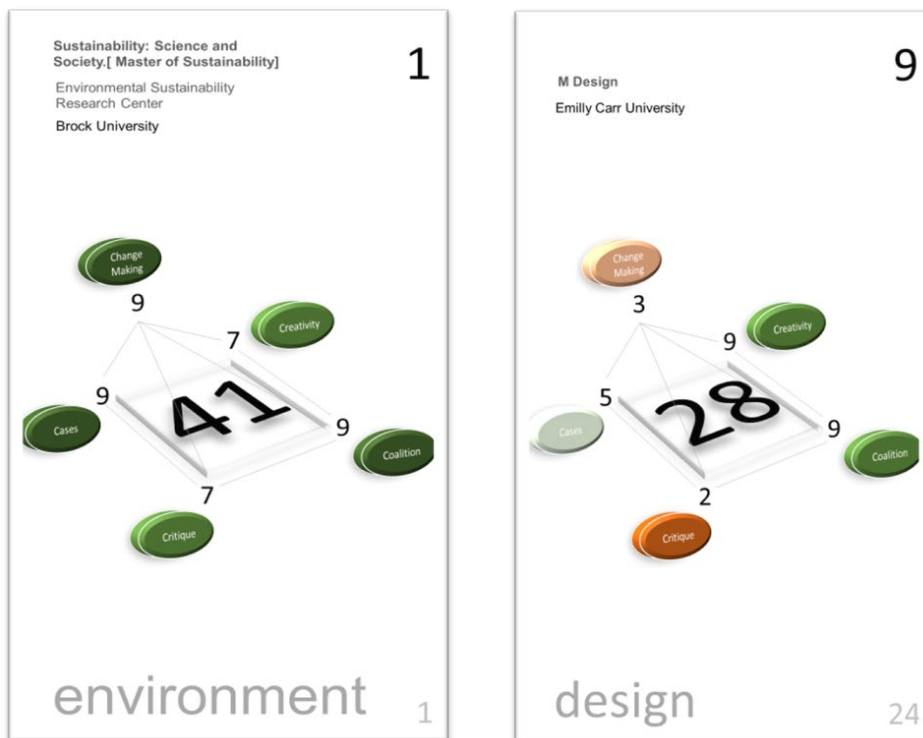 Sustainability: Science and
Society.[ Master of Sustainability]
1
Environmental Sustainability
Research Center
Brock University
Change
Making
9
7
Creativity
9
41
9
Cases
Coalition
7
Critique
environment
1
9
M Design
Emilly Carr University
Change
Making
3
9
Creativity
5
28
9
Cases
Coalition
2
Critique
design
24